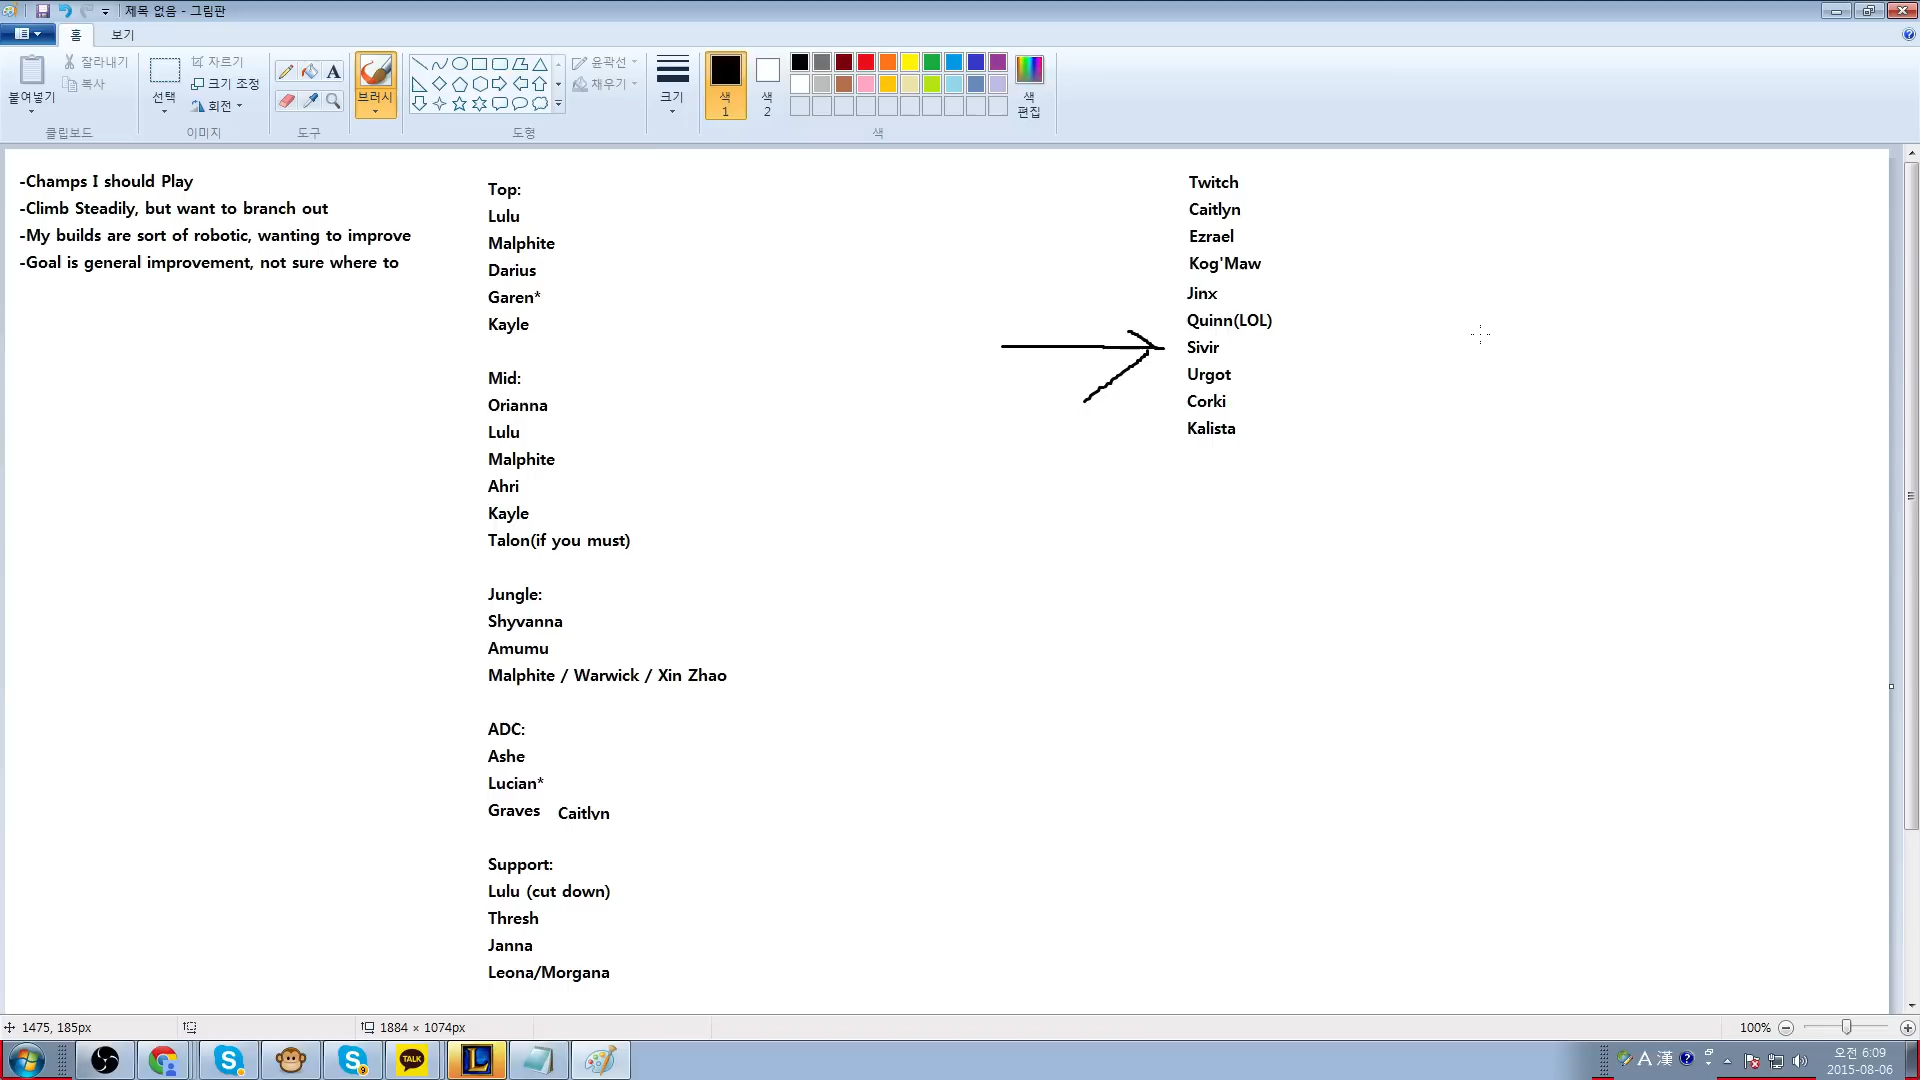 제목 없음 - 그림판
홈
보기
붙여넣기
잘라내기
복사
클립보드
선택
자르기
크기 조정
회전
이미지
A
도구
브러시
도형
윤곽선
채우기
크기
색
1
색
2
색
편집
색
-Champs I should Play
-Climb Steadily, but want to branch out
-My builds are sort of robotic, wanting to improve
-Goal is general improvement, not sure where to
Top:
Lulu
Malphite
Darius
Garen*
Kayle
Mid:
Orianna
Lulu
Malphite
Ahri
Kayle
Talon(if you must)
Jungle:
Shyvanna
Amumu
Malphite / Warwick / Xin Zhao
ADC:
Ashe
Lucian*
Graves Caitlyn
Support:
Lulu (cut down)
Thresh
Janna
Leona/Morgana
Twitch
Caitlyn
Ezrael
Kog'Maw
Jinx
Quinn(LOL)
Sivir
Urgot
Corki
Kalista
1475, 185px
1884 × 1074px
100%
S
S
9
TALK
L
A 漢
오전 6:09
2015-08-06